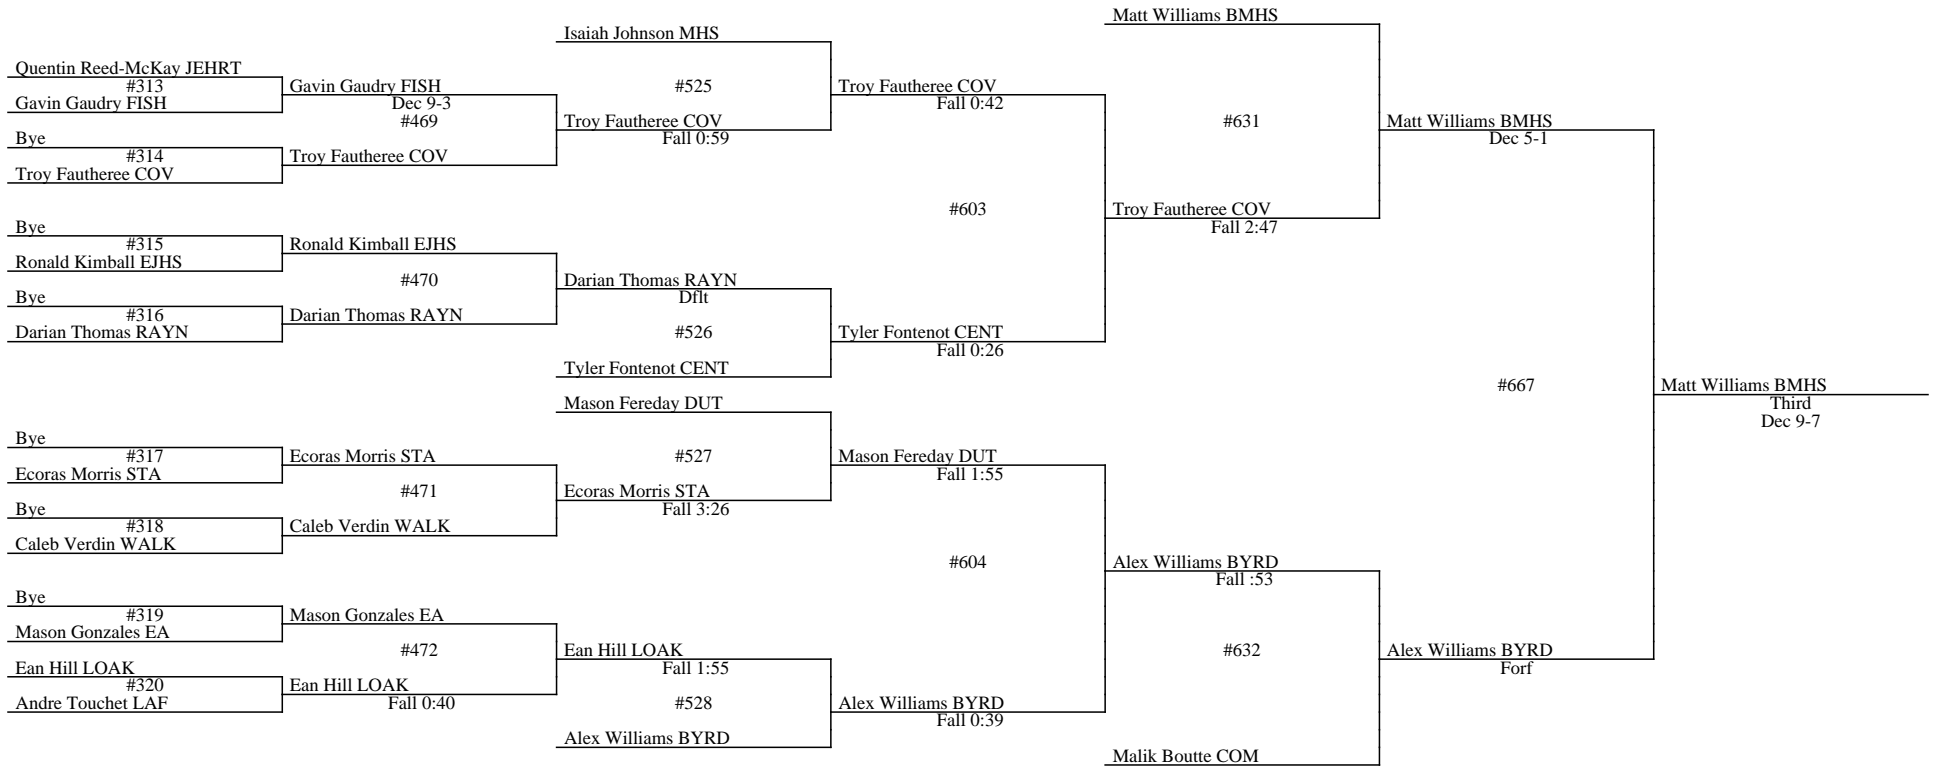 Quentin Reed-McKay JEHRT
#313
Gavin Gaudry FISH
Bye
#314
Troy Fautheree COV
Bye
#315
Ronald Kimball EJHS
Bye
#316
Darian Thomas RAYN
Bye
#317
Ecoras Morris STA
Bye
#318
Caleb Verdin WALK
Bye
#319
Mason Gonzales EA
Ean Hill LOAK
#320
Andre Touchet LAF
Gavin Gaudry FISH
Dec 9-3
#469
Troy Fautheree COV
Ronald Kimball EJHS
#470
Darian Thomas RAYN
Ecoras Morris STA
#471
Caleb Verdin WALK
Mason Gonzales EA
#472
Ean Hill LOAK
Fall 0:40
Isaiah Johnson MHS
#525
Troy Fautheree COV
Fall 0:59
Darian Thomas RAYN
Dflt
#526
Tyler Fontenot CENT
Mason Fereday DUT
#527
Ecoras Morris STA
Fall 3:26
Ean Hill LOAK
Fall 1:55
#528
Alex Williams BYRD
Troy Fautheree COV
Fall 0:42
#603
Tyler Fontenot CENT
Fall 0:26
Mason Fereday DUT
Fall 1:55
#604
Alex Williams BYRD
Fall 0:39
Matt Williams BMHS
#631
Troy Fautheree COV
Fall 2:47
Alex Williams BYRD
Fall :53
#632
Malik Boutte COM
Matt Williams BMHS
Dec 5-1
#667
Alex Williams BYRD
Forf
Matt Williams BMHS
Third
Dec 9-7